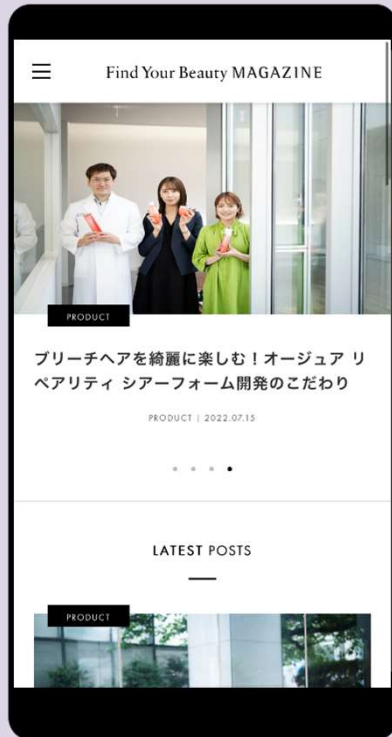 Find Your Beauty MAGAZINE
PRODUCT
ブリーチヘアを綺麗に楽しむ！オージュア リ
ペアリティ シアーフォーム開発のこだわり
PRODUCT | 2022.07.15
LATEST POSTS
PRODUCT